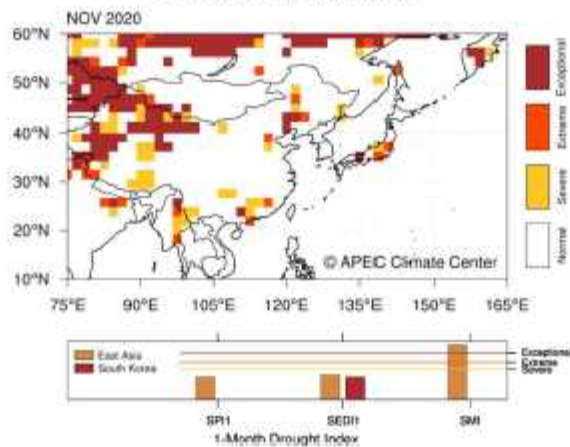 NOV 2020
60°N
50°N
40°N
30°N
20°N
10°N
© APEC Climate Center
75°E
90°E
105°E
120°E
135°E
150°E
165°E
Exceptional
Extreme
Severe
Normal
East Asia
South Korea
Exceptional
Extreme
Severe
SPI1
SEDI1
SMI
1-Month Drought Index